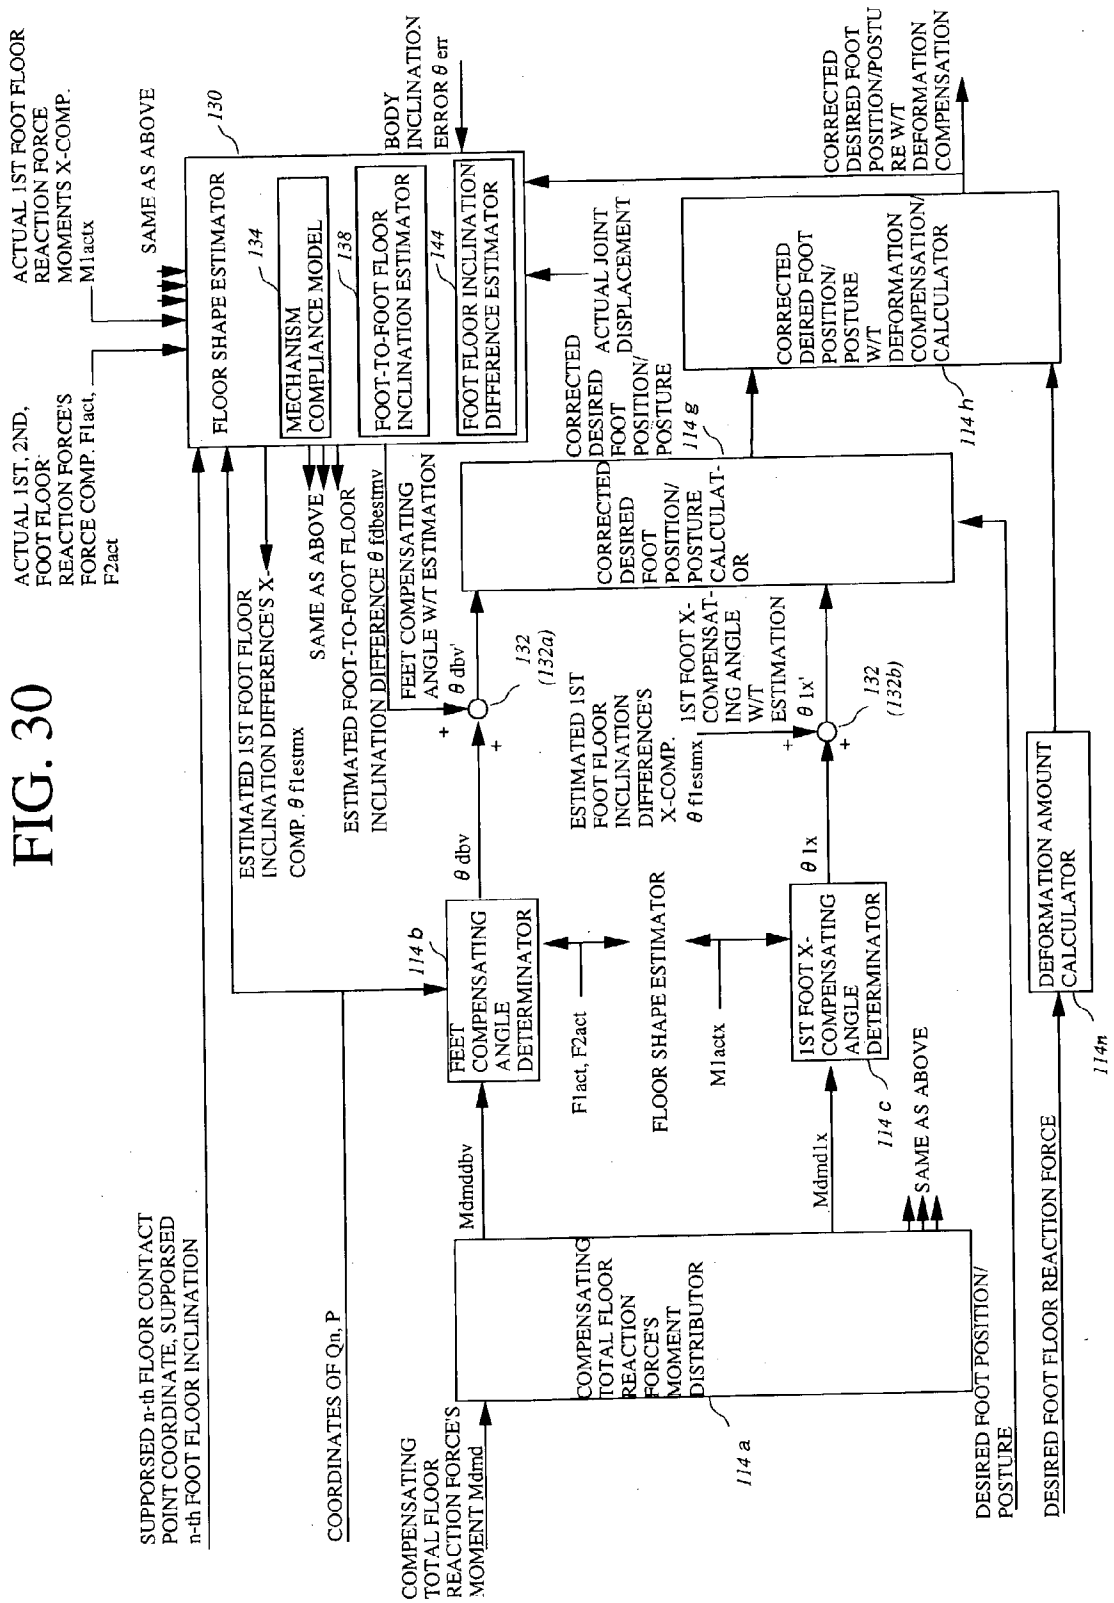 FIG. 30
ACTUAL 1ST, 2ND,
FOOT FLOOR
REACTION FORCE'S
FORCE COMP. F1act,
F2act
ACTUAL 1ST FOOT FLOOR
REACTION FORCE
MOMENTS X-COMP.
M1actx
SAME AS ABOVE
130
FLOOR SHAPE ESTIMATOR
134
MECHANISM
COMPLIANCE MODEL
138
FOOT-TO-FOOT FLOOR
INCLINATION ESTIMATOR
144
FOOT FLOOR INCLINATION
DIFFERENCE ESTIMATOR
BODY
INCLINATION
ERROR θ err
SUPPORSED n-th FLOOR CONTACT
POINT COORDINATE, SUPPORSED
n-th FOOT FLOOR INCLINATION
COORDINATES OF Qn, P
ESTIMATED 1ST FOOT FLOOR
INCLINATION DIFFERENCE'S X-
COMP. θ f1estmx
SAME AS ABOVE
ESTIMATED FOOT-TO-FOOT FLOOR
INCLINATION DIFFERENCE θ fdbestmv
FEET COMPENSATING
ANGLE W/T ESTIMATION
COMPENSATING
TOTAL FLOOR
REACTION FORCE'S
MOMENT Mdmd
COMPENSATING
TOTAL FLOOR
REACTION
FORCE'S
MOMENT
DISTRIBUTOR
114a
Mdmddbv
114b
FEET
COMPENSATING
ANGLE
DETERMINATOR
θ dbv
+
+
θ dbv'
132
(132a)
F1act, F2act
FLOOR SHAPE ESTIMATOR
M1actx
Mdmd1x
1ST FOOT X-
COMPENSATING
ANGLE
DETERMINATOR
114c
SAME AS ABOVE
θ 1x
ESTIMATED 1ST
FOOT FLOOR
INCLINATION
DIFFERENCE'S
X-COMP.
θ f1estmx
+
+
1ST FOOT X-
COMPENSAT-
ING ANGLE
W/T
ESTIMATION
θ 1x'
132
(132b)
CORRECTED
DESIRED
FOOT
POSITION/
POSTURE
CALCULAT-
OR
114g
CORRECTED
DESIRED
FOOT
POSITION/
POSTURE
ACTUAL JOINT
DISPLACEMENT
CORRECTED
DEIRED FOOT
POSITION/
POSTURE
W/T
DEFORMATION
COMPENSATION/
CALCULATOR
114h
CORRECTED
DESIRED FOOT
POSITION/POSTU
RE W/T
DEFORMATION
COMPENSATION
DESIRED FOOT POSITION/
POSTURE
DESIRED FOOT FLOOR REACTION FORCE
DEFORMATION AMOUNT
CALCULATOR
114n